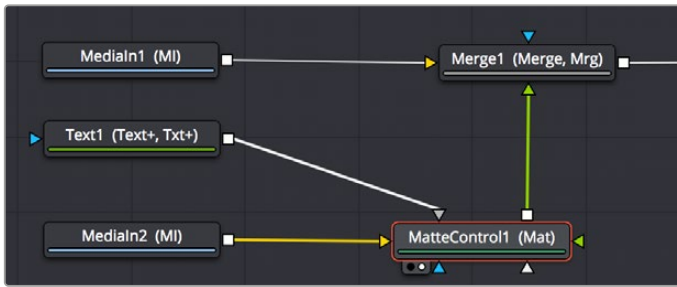 MediaIn1 (MI)
Merge1 (Merge, Mrg)
Text1 (Text+, Txt+)
MediaIn2 (MI)
MatteControl1 (Mat)